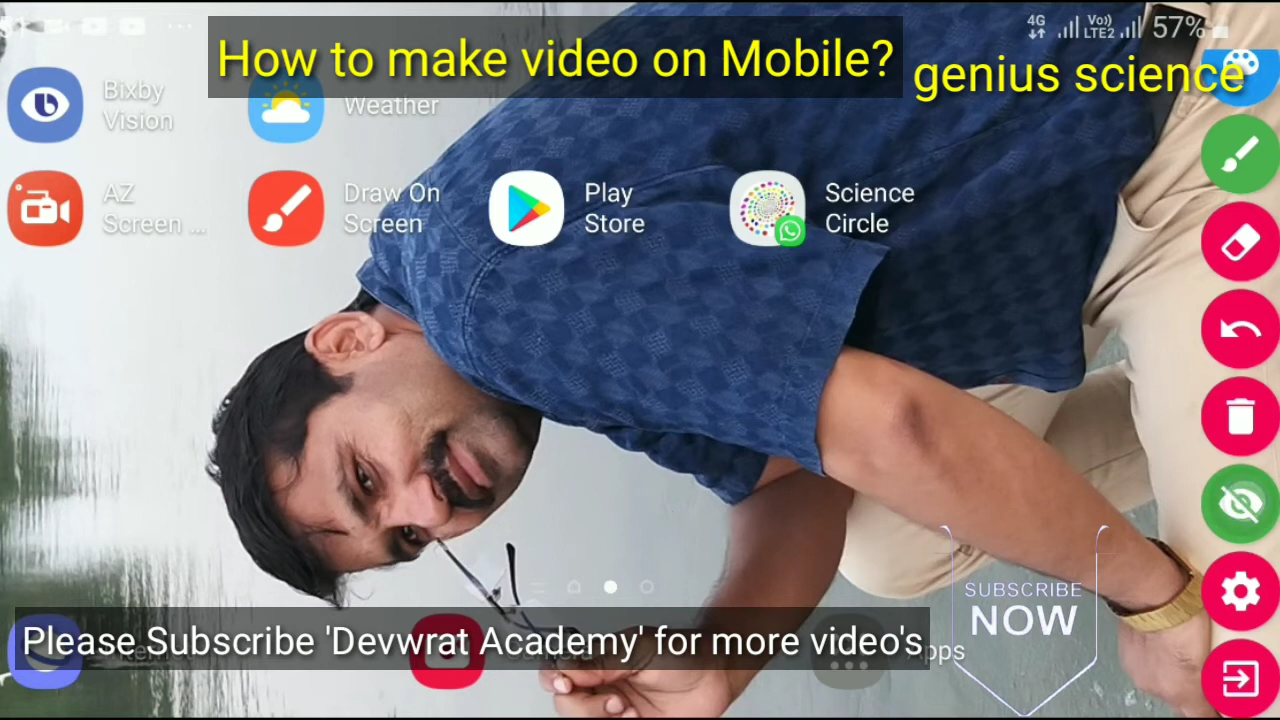 How to make video on Mobile?
genius science
4G
Vo))
LTE2
57%
Bixby
Vision
Weather
AZ
Screen ...
Draw On
Screen
Play
Store
Science
Circle
SUBSCRIBE
NOW
Please Subscribe 'Devwrat Academy' for more video's
Apps